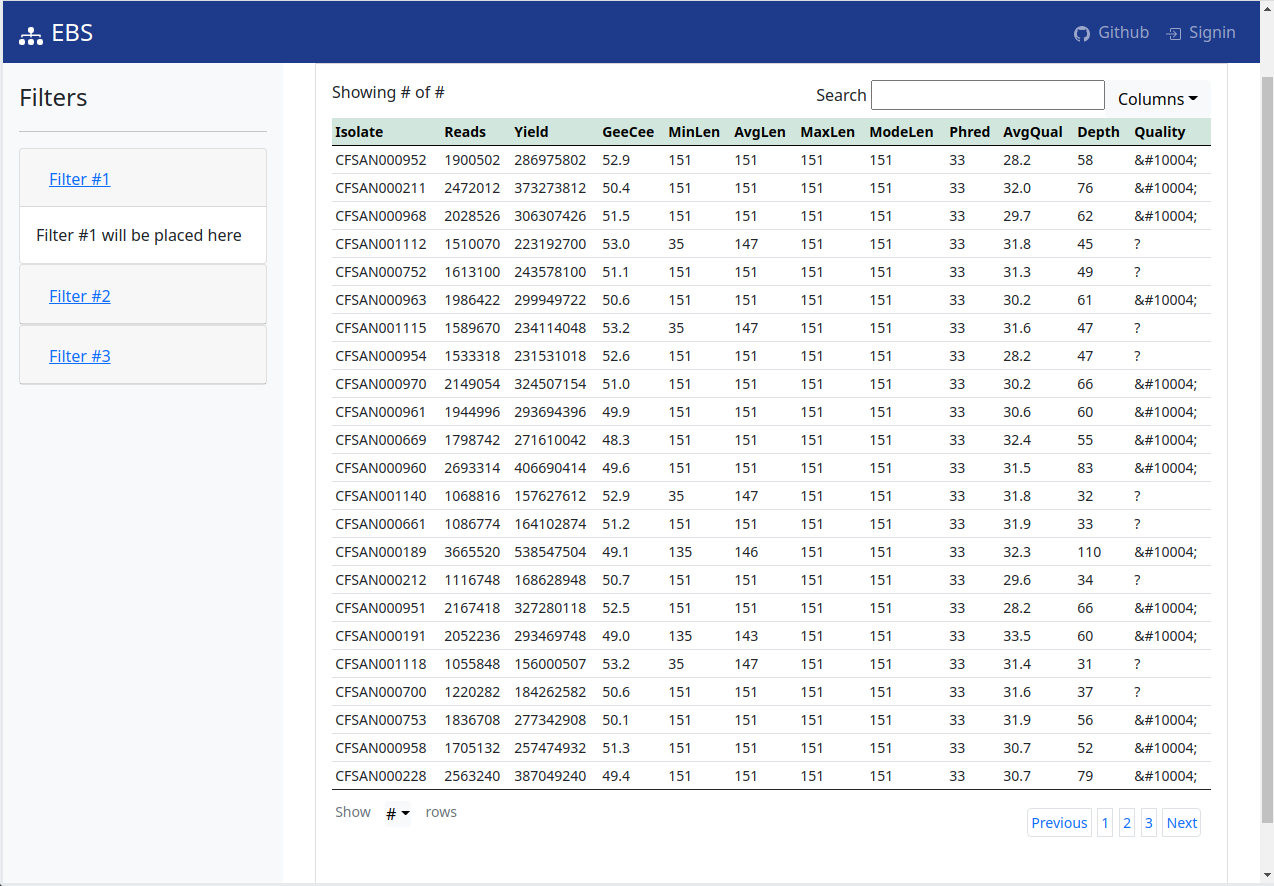 EBS
Github Signin
Filters
Filter #1
Filter #1 will be placed here
Filter #2
Filter #3
Showing # of #
Search
Columns
Isolate Reads Yield GeeCee MinLen AvgLen MaxLen ModeLen Phred AvgQual Depth Quality
CFSAN000952 1900502 286975802 52.9 151 151 151 151 33 28.2 58 &#10004;
CFSAN000211 2472012 373273812 50.4 151 151 151 151 33 32.0 76 &#10004;
CFSAN000968 2028526 306307426 51.5 151 151 151 151 33 29.7 62 &#10004;
CFSAN001112 1510070 223192700 53.0 35 147 151 151 33 31.8 45 ?
CFSAN000752 1613100 243578100 51.1 151 151 151 151 33 31.3 49 ?
CFSAN000963 1986422 299949722 50.6 151 151 151 151 33 30.2 61 &#10004;
CFSAN001115 1589670 234114048 53.2 35 147 151 151 33 31.6 47 ?
CFSAN000954 1533318 231531018 52.6 151 151 151 151 33 28.2 47 ?
CFSAN000970 2149054 324507154 51.0 151 151 151 151 33 30.2 66 &#10004;
CFSAN000961 1944996 293694396 49.9 151 151 151 151 33 30.6 60 &#10004;
CFSAN000669 1798742 271610042 48.3 151 151 151 151 33 32.4 55 &#10004;
CFSAN000960 2693314 406690414 49.6 151 151 151 151 33 31.5 83 &#10004;
CFSAN001140 1068816 157627612 52.9 35 147 151 151 33 31.8 32 ?
CFSAN000661 1086774 164102874 51.2 151 151 151 151 33 31.9 33 ?
CFSAN000189 3665520 538547504 49.1 135 146 151 151 33 32.3 110 &#10004;
CFSAN000212 1116748 168628948 50.7 151 151 151 151 33 29.6 34 ?
CFSAN000951 2167418 327280118 52.5 151 151 151 151 33 28.2 66 &#10004;
CFSAN000191 2052236 293469748 49.0 135 143 151 151 33 33.5 60 &#10004;
CFSAN001118 1055848 156000507 53.2 35 147 151 151 33 31.4 31 ?
CFSAN000700 1220282 184262582 50.6 151 151 151 151 33 31.6 37 ?
CFSAN000753 1836708 277342908 50.1 151 151 151 151 33 31.9 56 &#10004;
CFSAN000958 1705132 257474932 51.3 151 151 151 151 33 30.7 52 &#10004;
CFSAN000228 2563240 387049240 49.4 151 151 151 151 33 30.7 79 &#10004;
Show # rows
Previous 1 2 3 Next